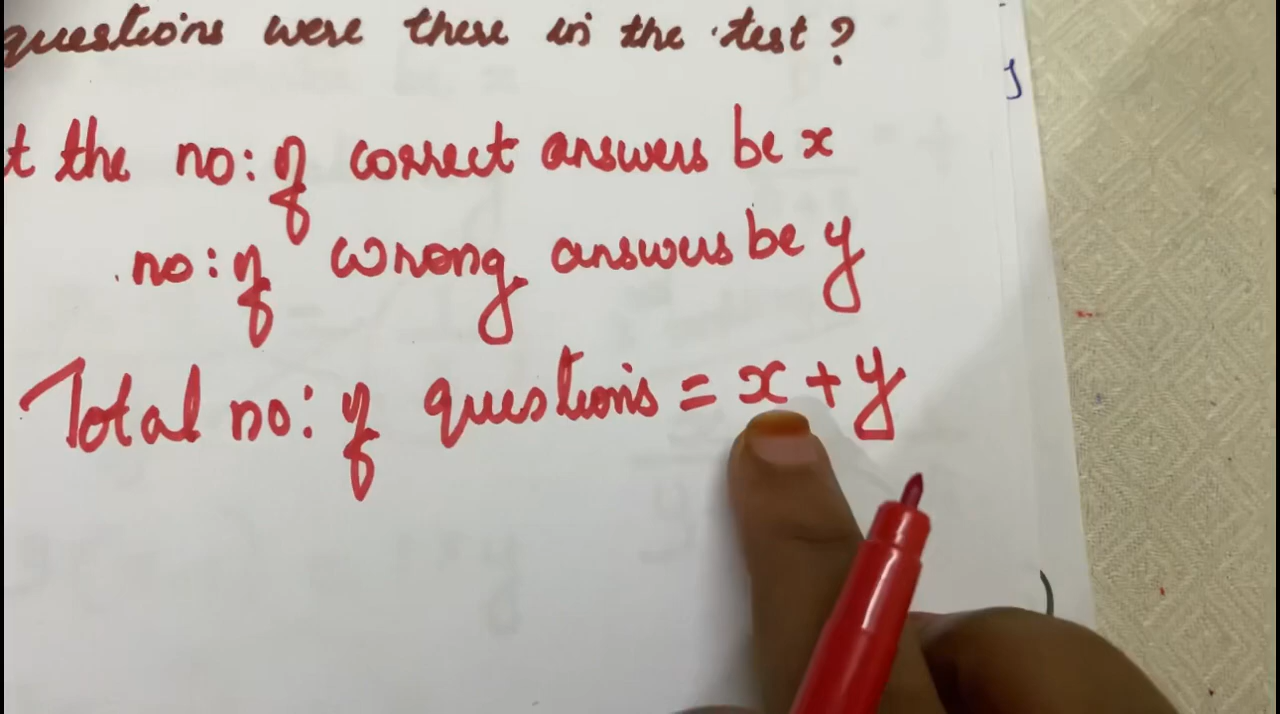 questions were there in the test ?
t the no: of correct answers be x
no: of wrong answers be y
Total no: of questions = x + y